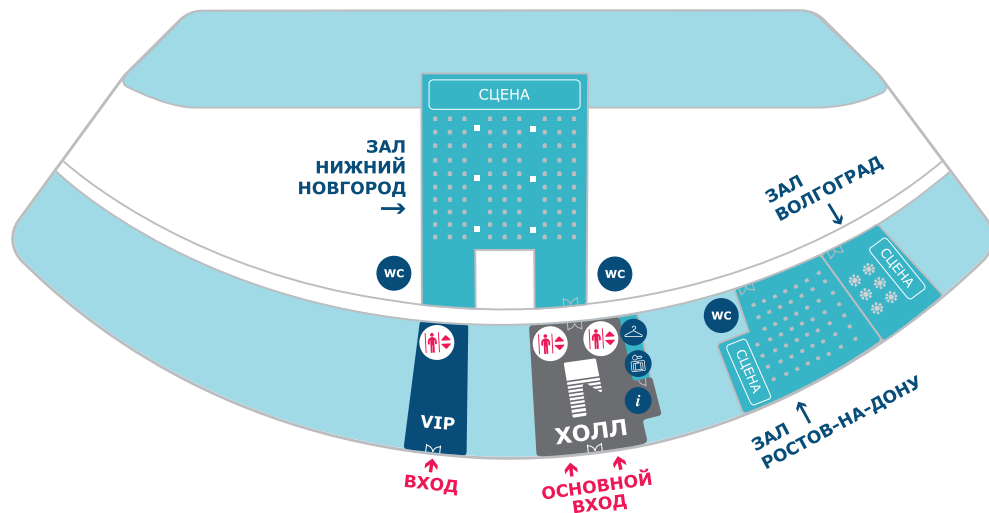 СЦЕНА
ЗАЛ
НИЖНИЙ
НОВГОРОД
ЗАЛ
ВОЛГОГРАД
WC
WC
WC
СЦЕНА
СЦЕНА
i
VIP
ХОЛЛ
ЗАЛ
РОСТОВ-НА-ДОНУ
ВХОД
ОСНОВНОЙ
ВХОД